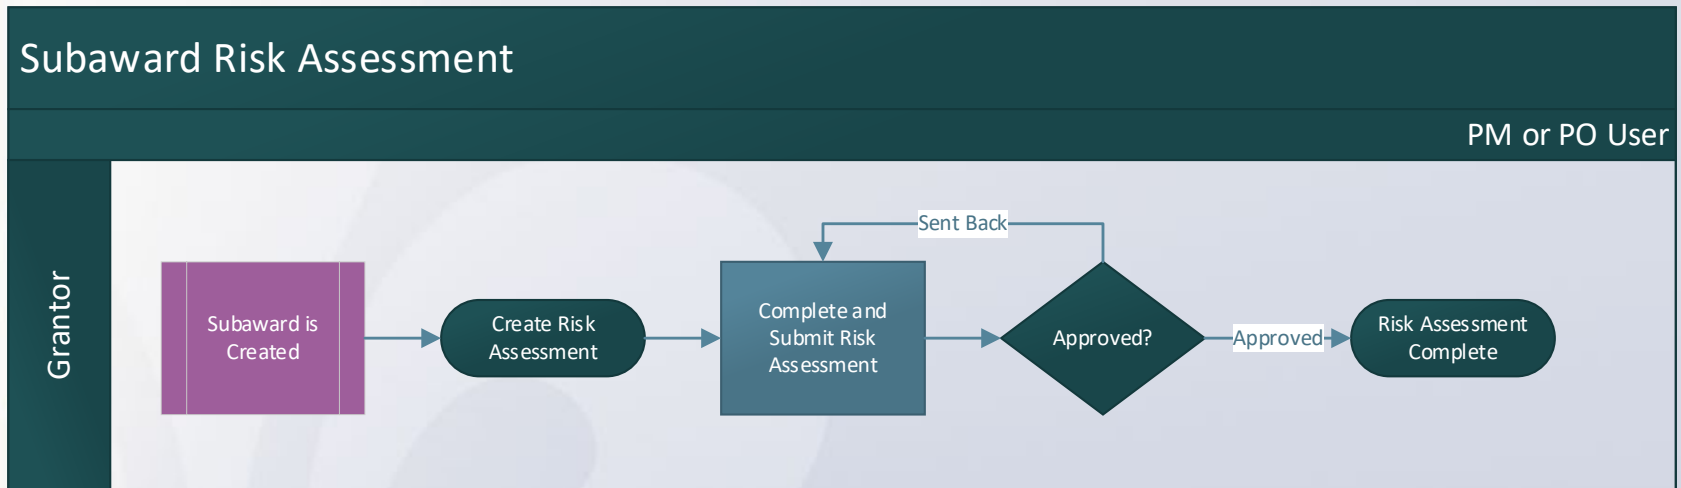 Subaward Risk Assessment
PM or PO User
Grantor
Sent Back
Subaward is
Created
Create Risk
Assessment
Complete and
Submit Risk
Assessment
Approved?
Approved
Risk Assessment
Complete